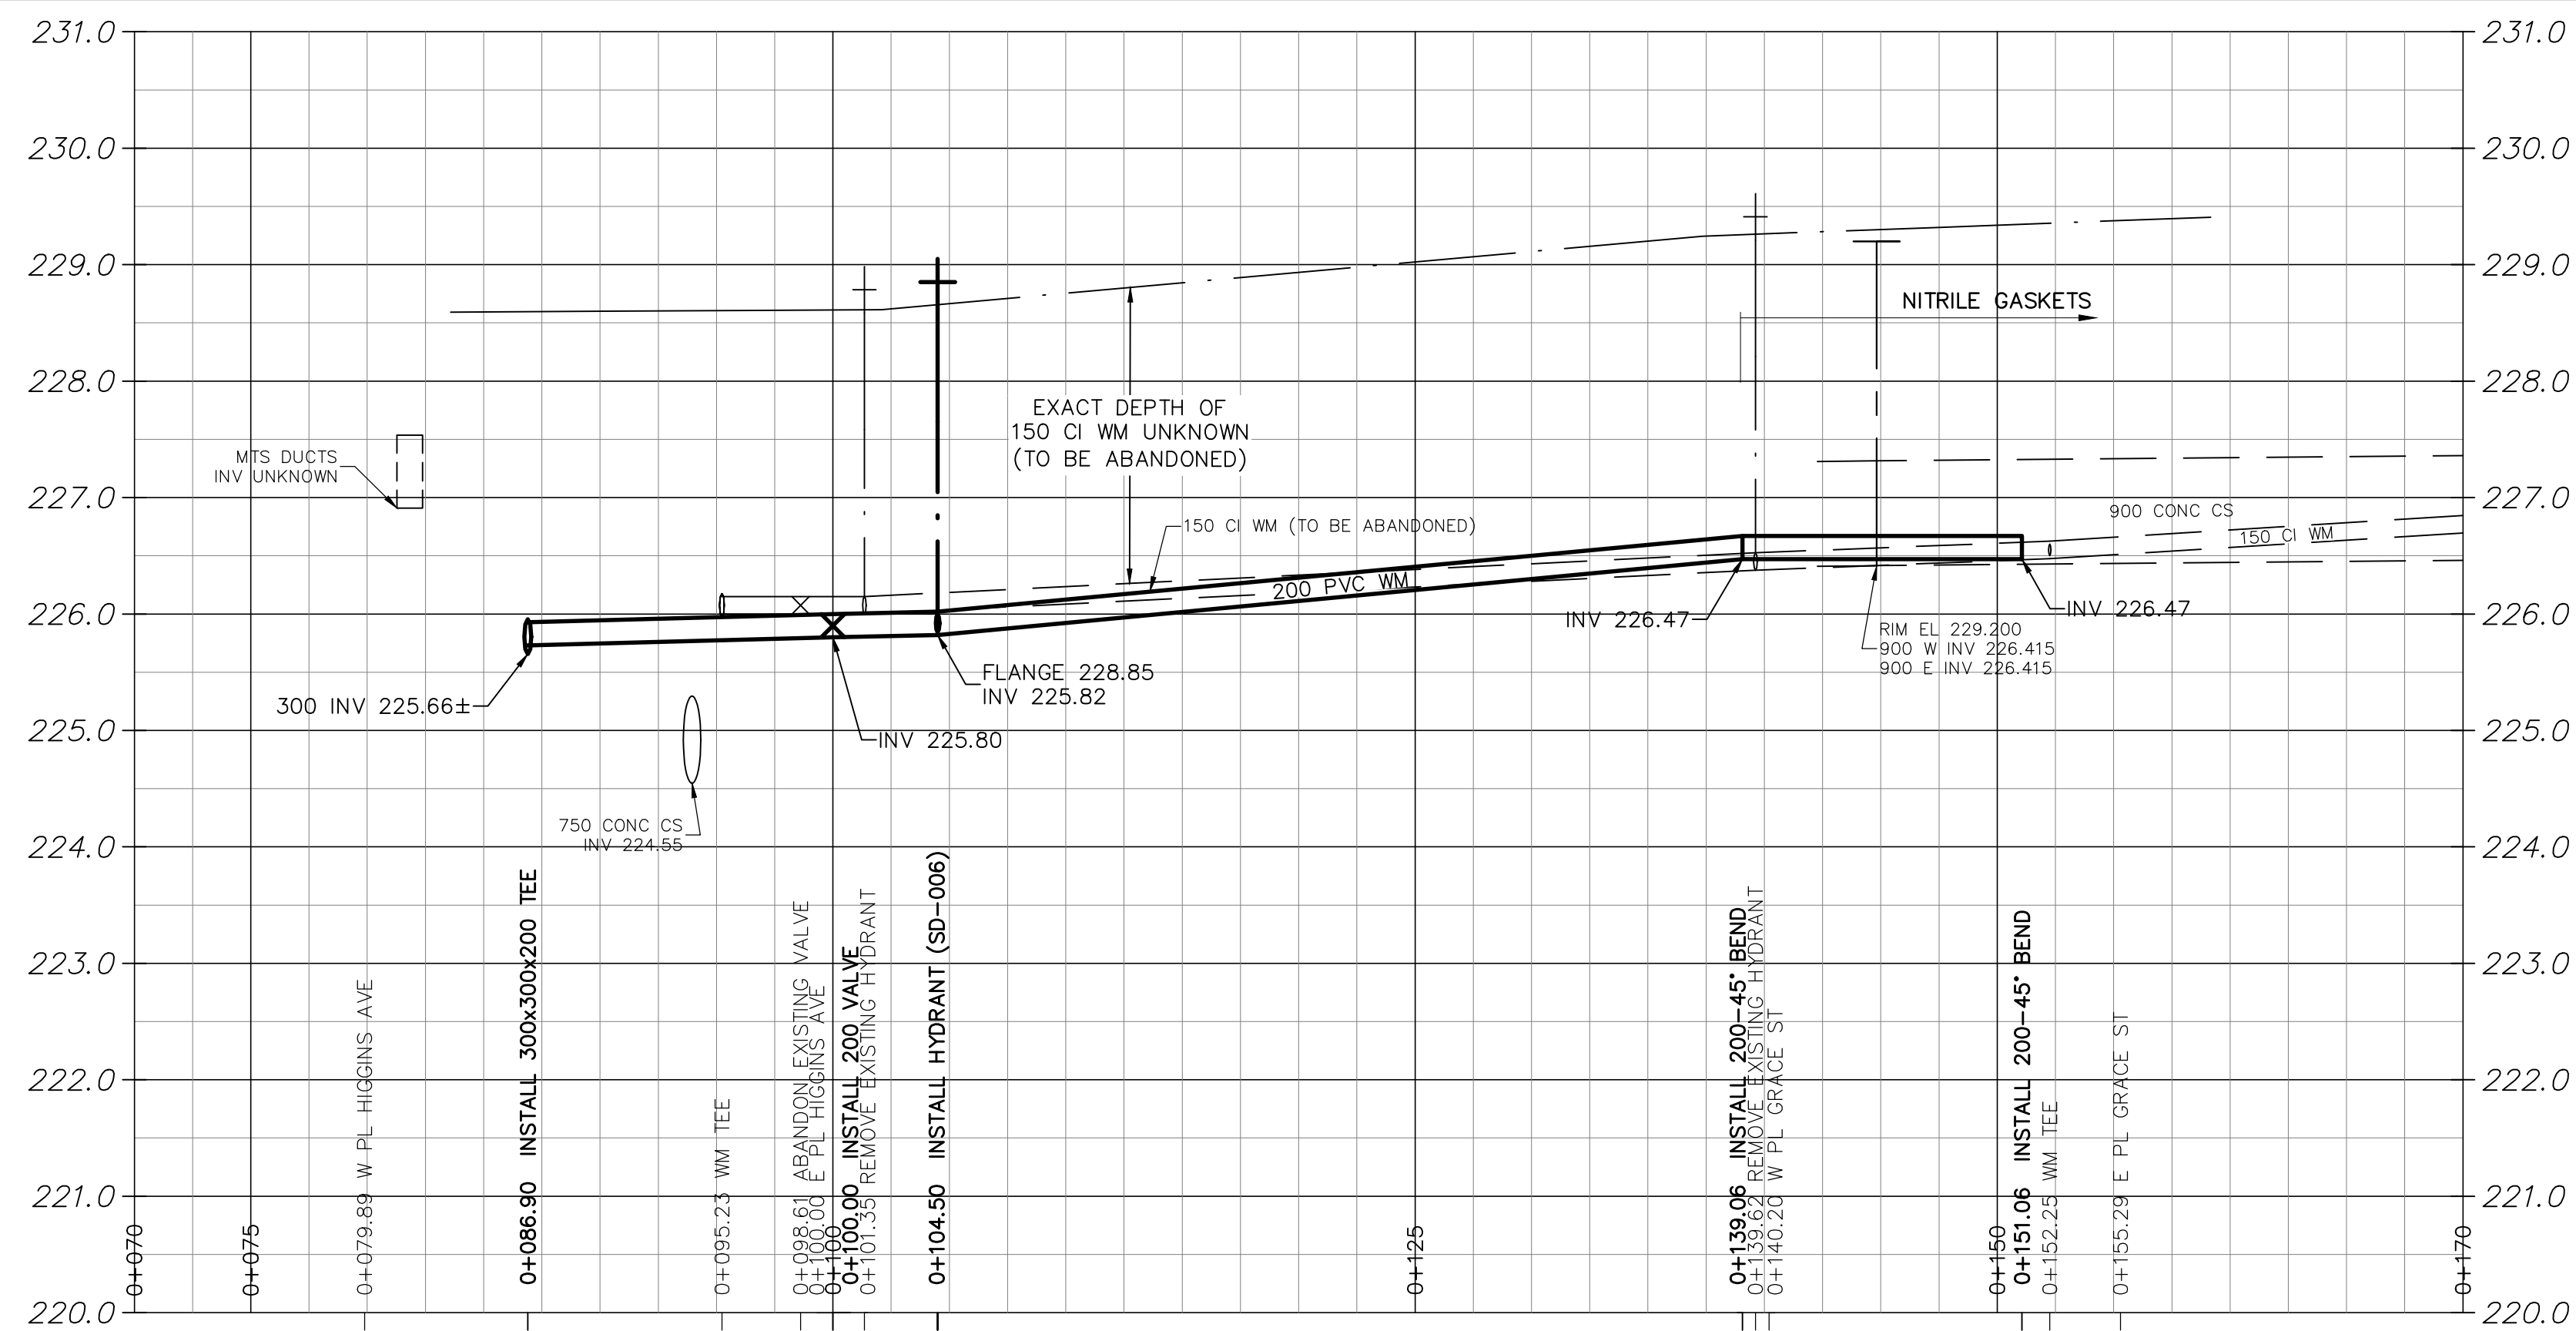 231.0
231.0
230.0
230.0
229.0
229.0
NITRILE GASKETS
228.0
228.0
EXACT DEPTH OF
150 CI WM UNKNOWN
(TO BE ABANDONED)
MTS DUCTS
INV UNKNOWN
227.0
227.0
150 CI WM (TO BE ABANDONED)
900 CONC CS
150 CI WM
200 PVC WM
226.0
226.0
INV 226.47
INV 226.47
RIM EL 229.200
900 W INV 226.415
900 E INV 226.415
FLANGE 228.85
INV 225.82
300 INV 225.66±
INV 225.80
225.0
225.0
750 CONC CS
INV 224.55
224.0
224.0
223.0
223.0
222.0
222.0
221.0
221.0
220.0
220.0
0+070
0+075
0+079.89 W PL HIGGINS AVE
0+086.90 INSTALL 300x300x200 TEE
0+095.23 WM TEE
0+098.61 ABANDON EXISTING VALVE
0+100.00 E PL HIGGINS AVE
0+100
0+100.00 INSTALL 200 VALVE
0+101.35 REMOVE EXISTING HYDRANT
0+104.50 INSTALL HYDRANT (SD-006)
0+125
0+139.06 INSTALL 200-45° BEND
0+139.62 REMOVE EXISTING HYDRANT
0+140.20 W PL GRACE ST
0+150
0+151.06 INSTALL 200-45° BEND
0+152.25 WM TEE
0+155.29 E PL GRACE ST
0+170